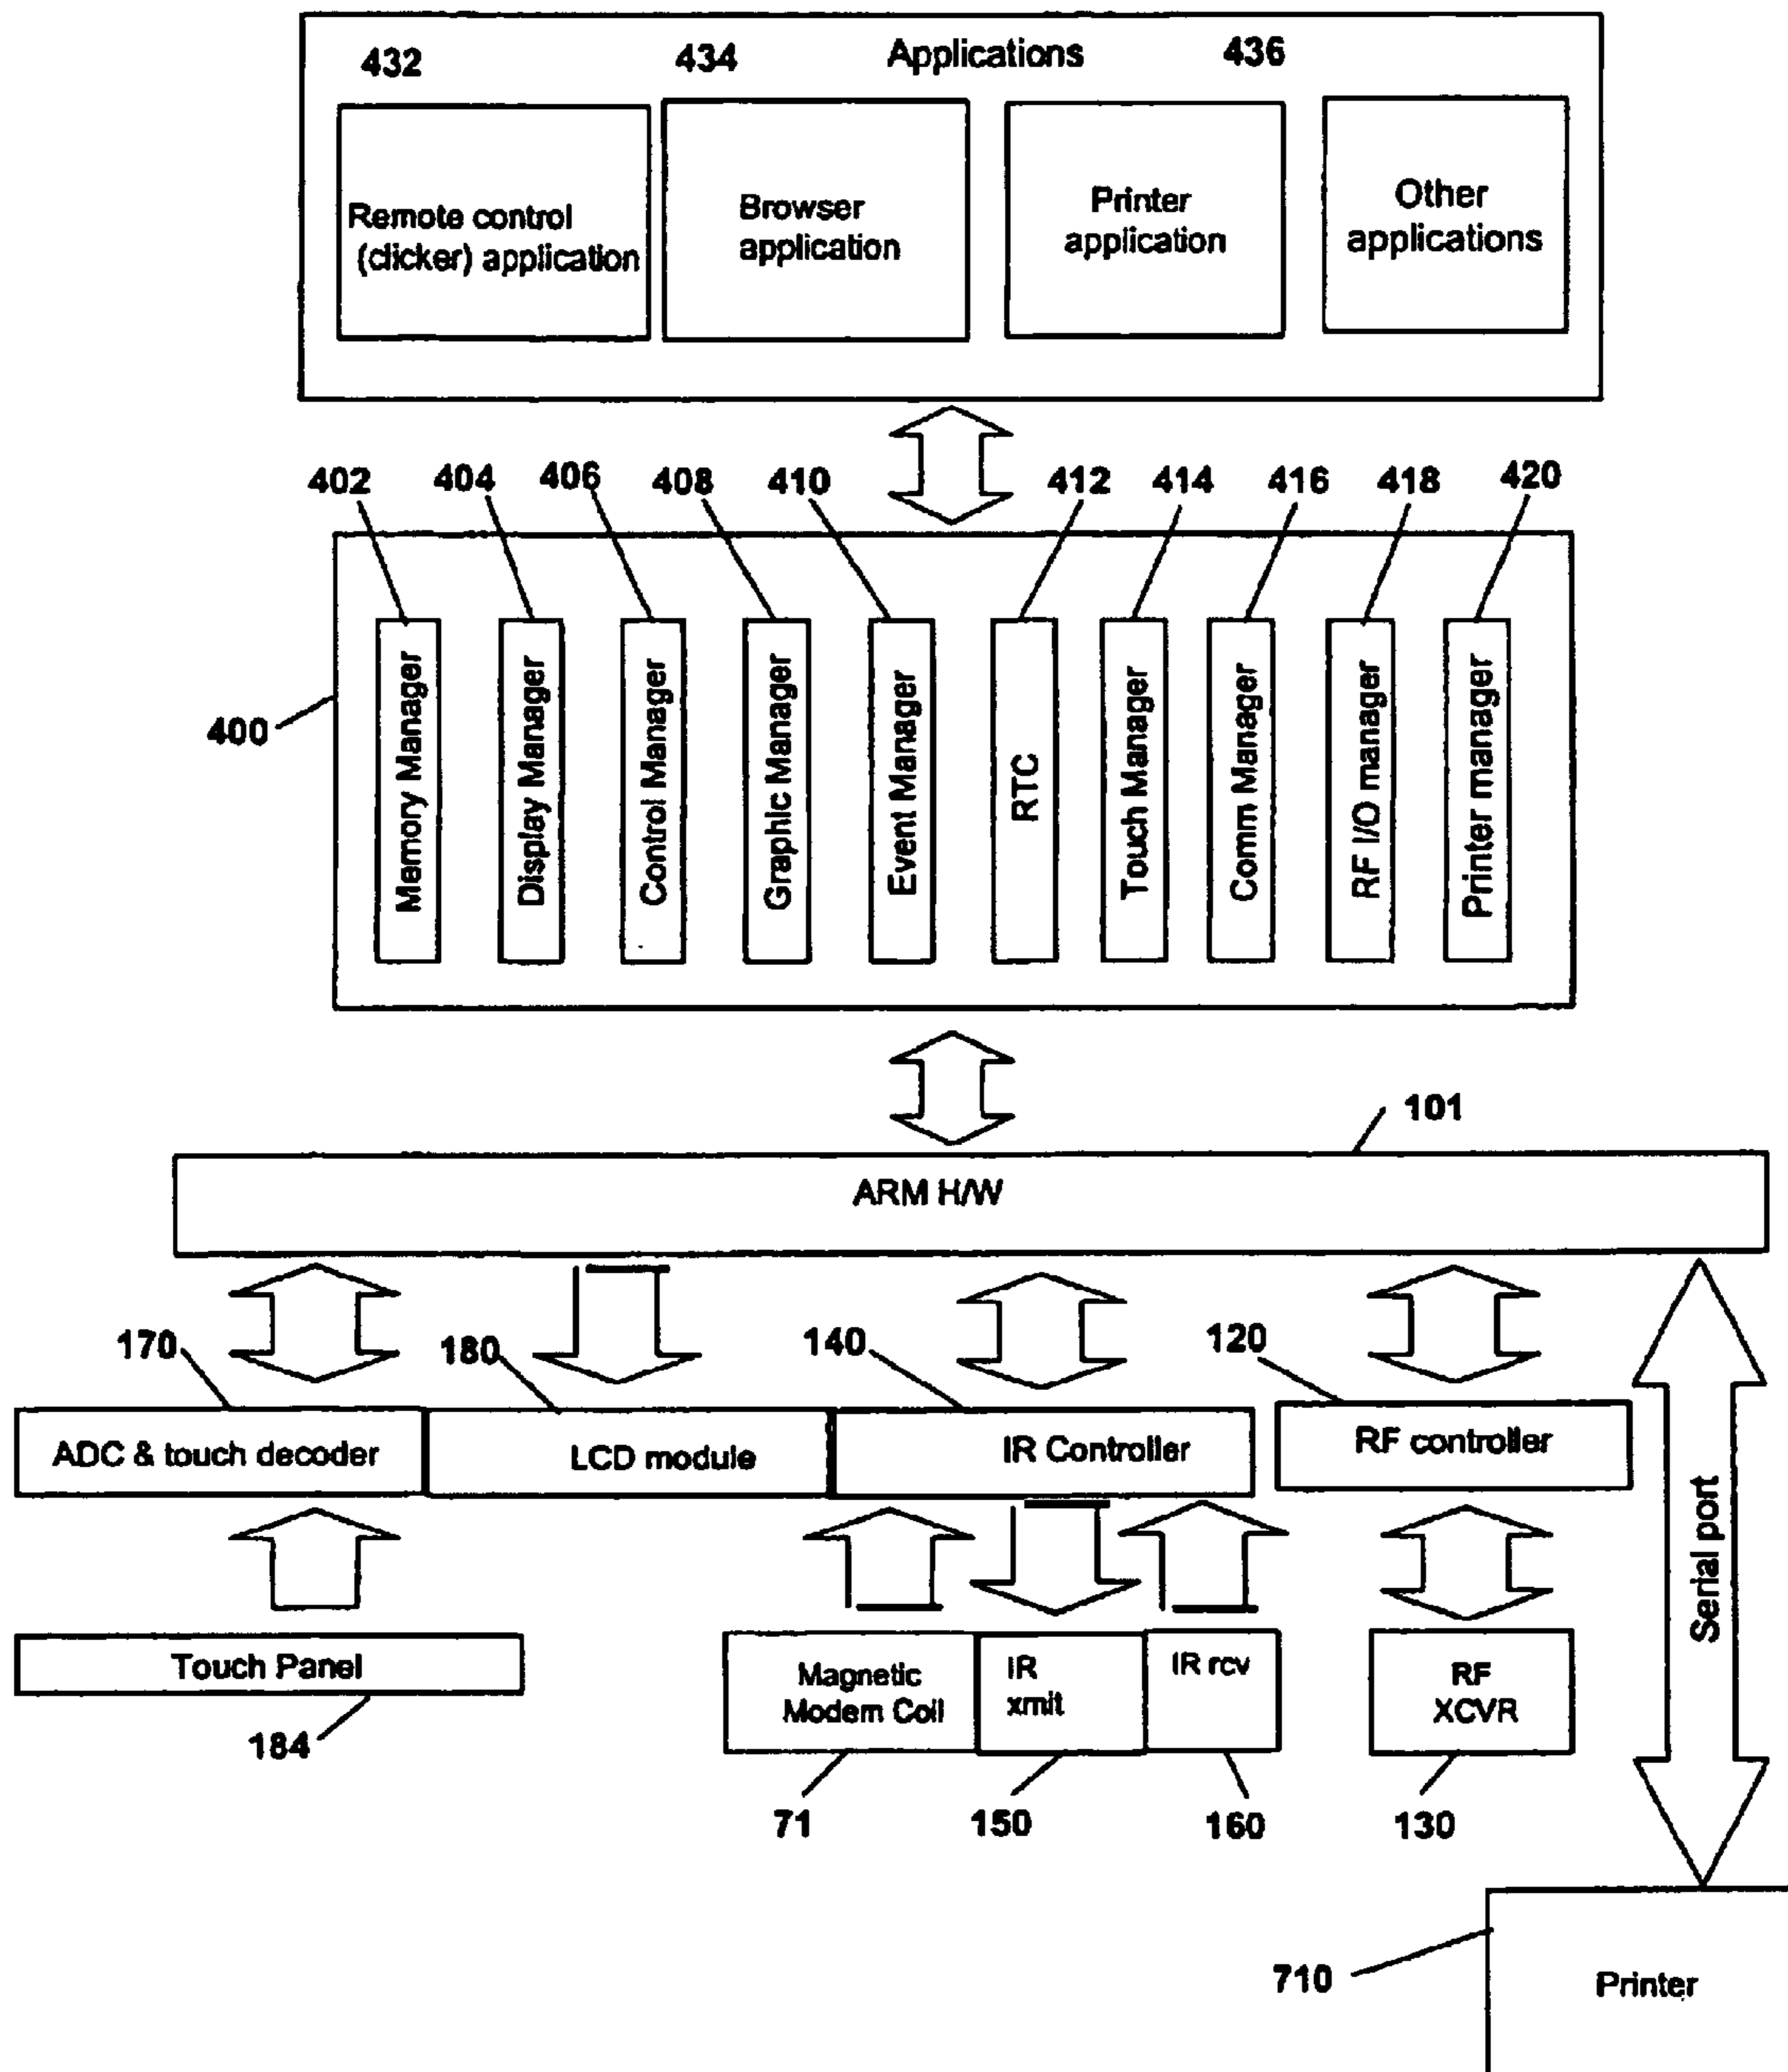 432 434 Applications 436
Remote control
(clicker) application
Browser
application
Printer
application
Other
applications
402 404 406 408 410 412 414 416 418 420
400
Memory Manager
Display Manager
Control Manager
Graphic Manager
Event Manager
RTC
Touch Manager
Comm Manager
RF I/O manager
Printer manager
101
ARM H/W
170 180 140 120
ADC & touch decoder
LCD module
IR Controller
RF controller
Serial port
Touch Panel
184
Magnetic
Modem Coil
IR
xmit
IR rcv
RF
XCVR
71 150 160 130
710
Printer